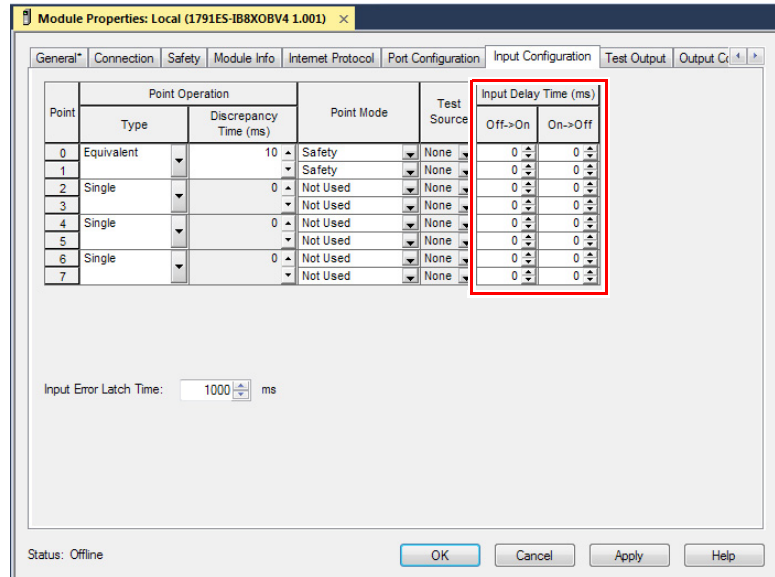 Module Properties: Local (1791ES-IB8XOBV4 1.001) ×
General* Connection Safety Module Info Internet Protocol Port Configuration Input Configuration Test Output Output Cc
Point Point Operation Point Mode Test Source Input Delay Time (ms)
Type Discrepancy Time (ms) Off->On On->Off
0 Equivalent 10 Safety None 0 0
1 Safety None 0 0
2 Single 0 Not Used None 0 0
3 Not Used None 0 0
4 Single 0 Not Used None 0 0
5 Not Used None 0 0
6 Single 0 Not Used None 0 0
7 Not Used None 0 0
Input Error Latch Time: 1000 ms
Status: Offline OK Cancel Apply Help